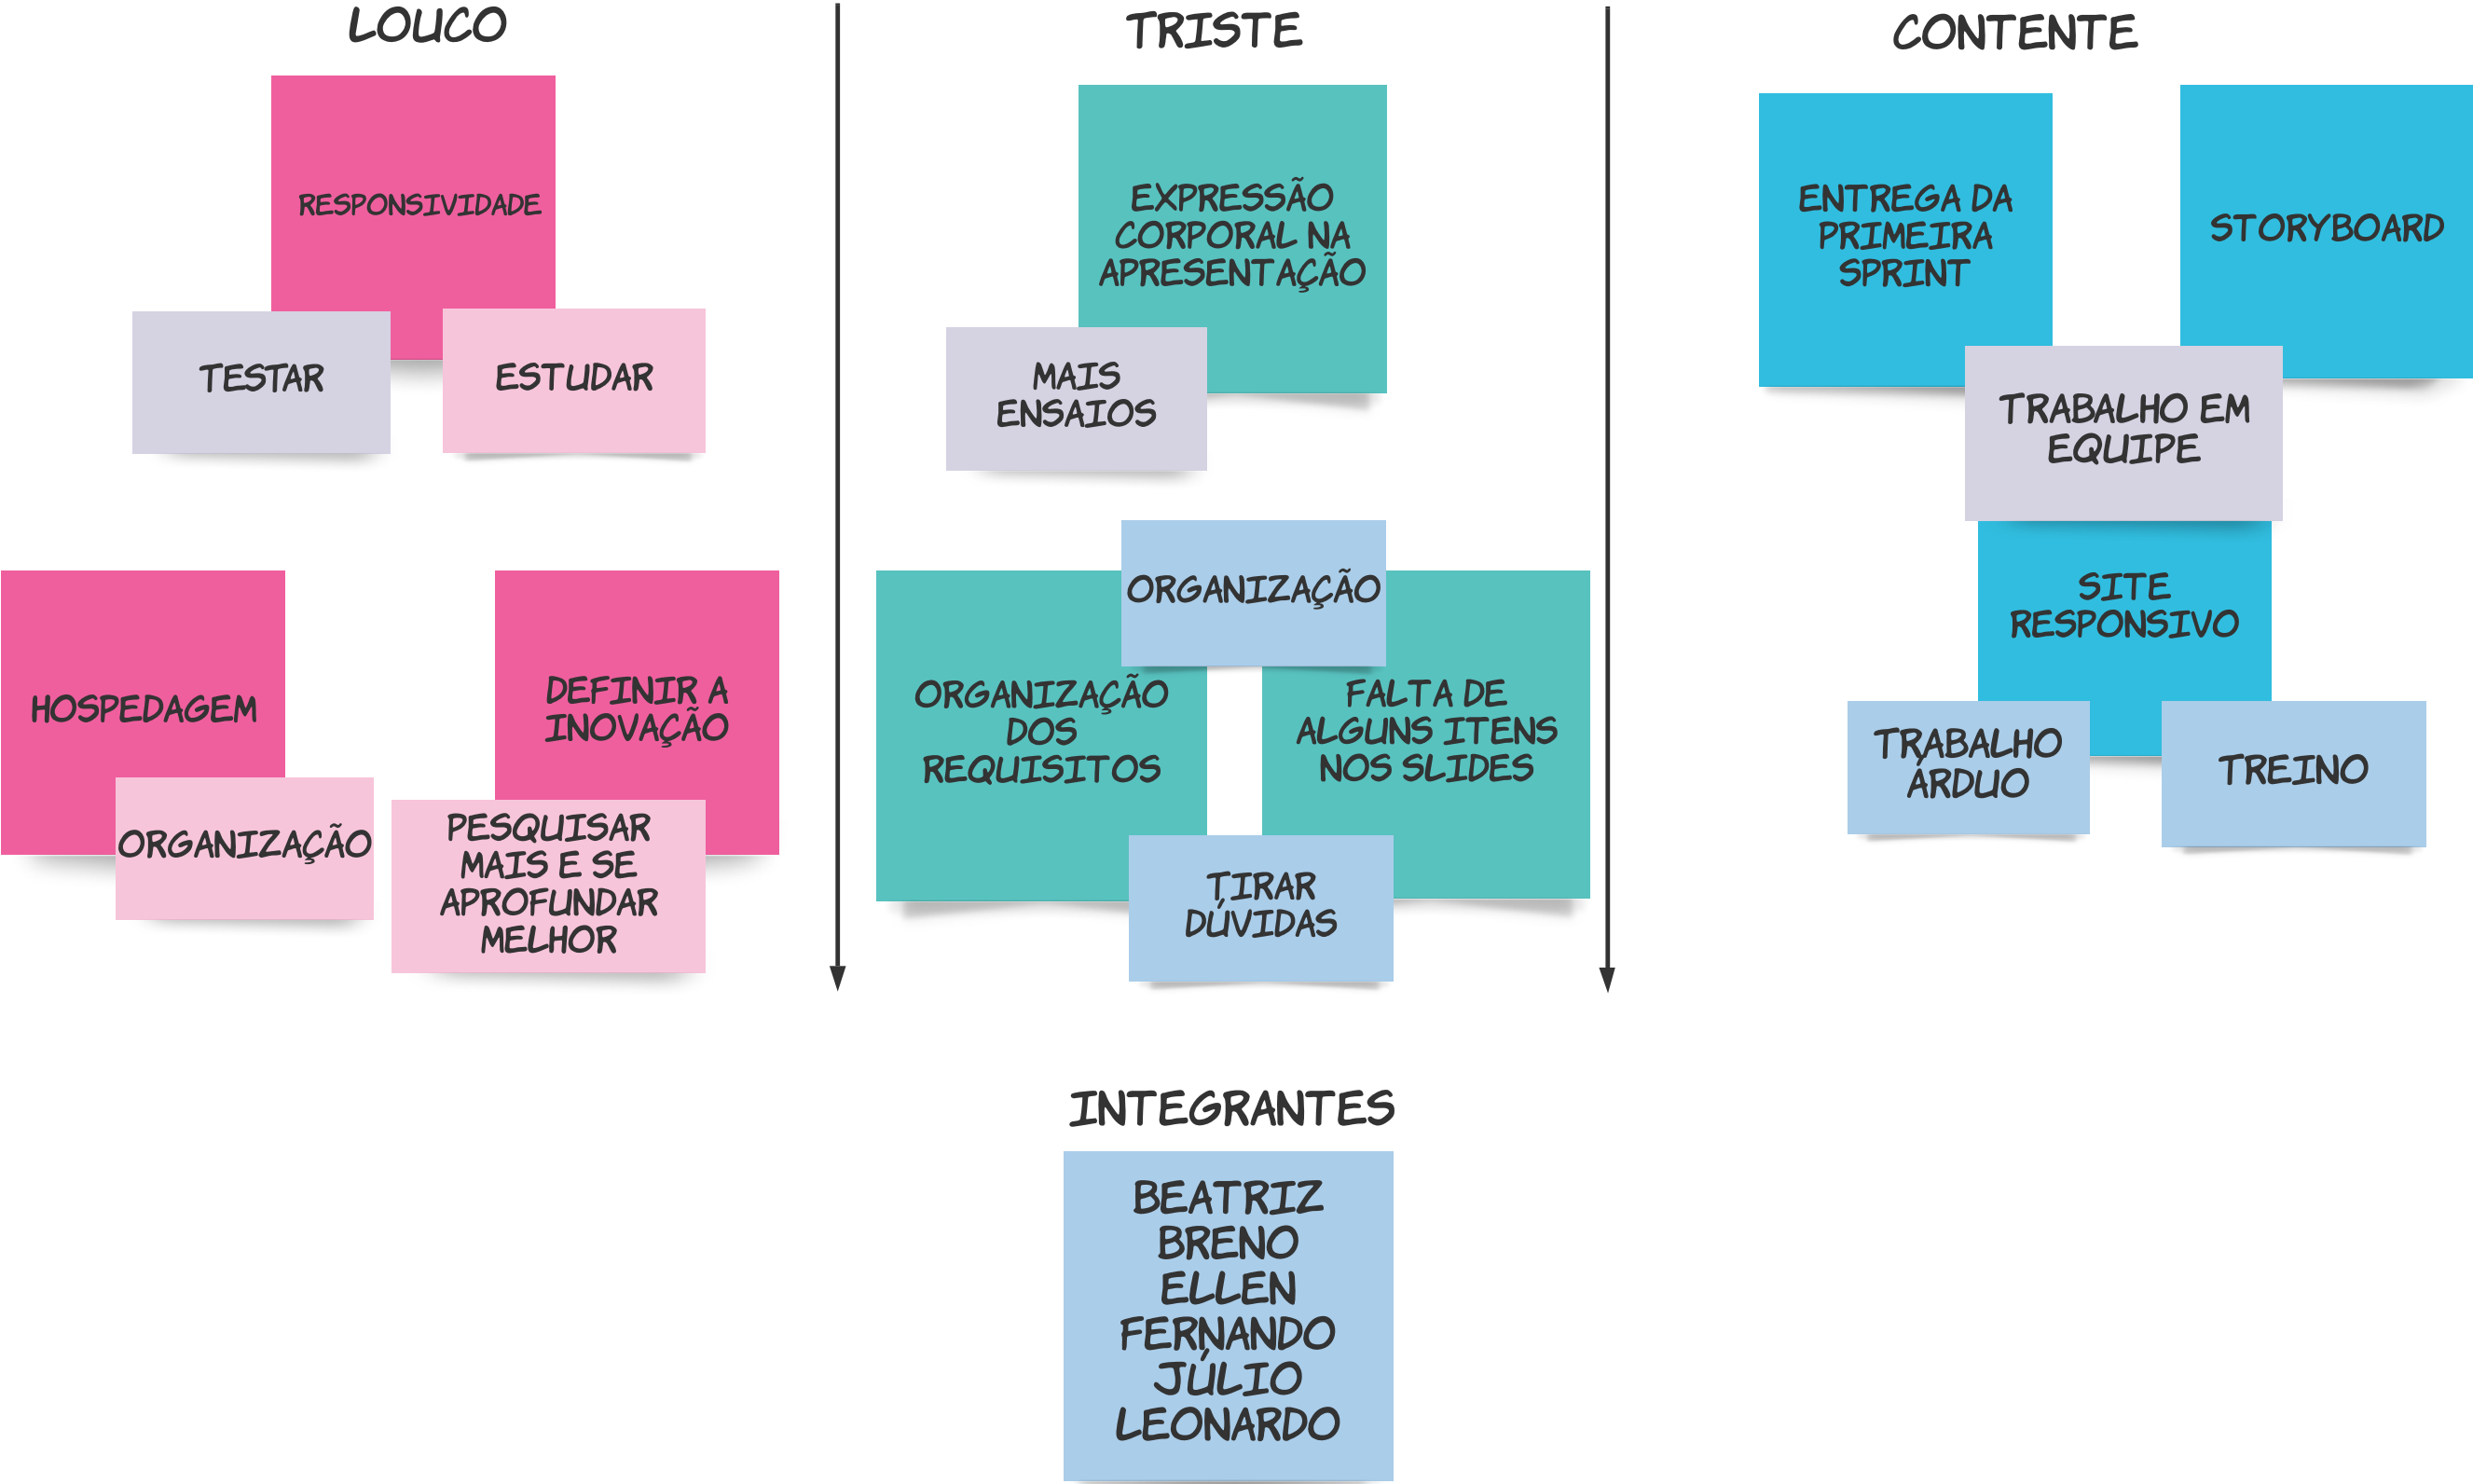 LOUCO
RESPONSIVIDADE
TESTAR
ESTUDAR
HOSPEDAGEM
ORGANIZAÇÃO
DEFINIR A
INOVAÇÃO
PESQUISAR
MAIS E SE
APROFUNDAR
MELHOR
TRISTE
EXPRESSÃO
CORPORAL NA
APRESENTAÇÃO
MAIS
ENSAIOS
ORGANIZAÇÃO
ORGANIZAÇÃO
DOS
REQUISITOS
FALTA DE
ALGUNS ITENS
NOS SLIDES
TIRAR
DÚVIDAS
CONTENTE
ENTREGA DA
PRIMEIRA
SPRINT
STORYBOARD
TRABALHO EM
EQUIPE
SITE
RESPONSIVO
TRABALHO
ÁRDUO
TREINO
INTEGRANTES
BEATRIZ
BRENO
ELLEN
FERNANDO
JÚLIO
LEONARDO